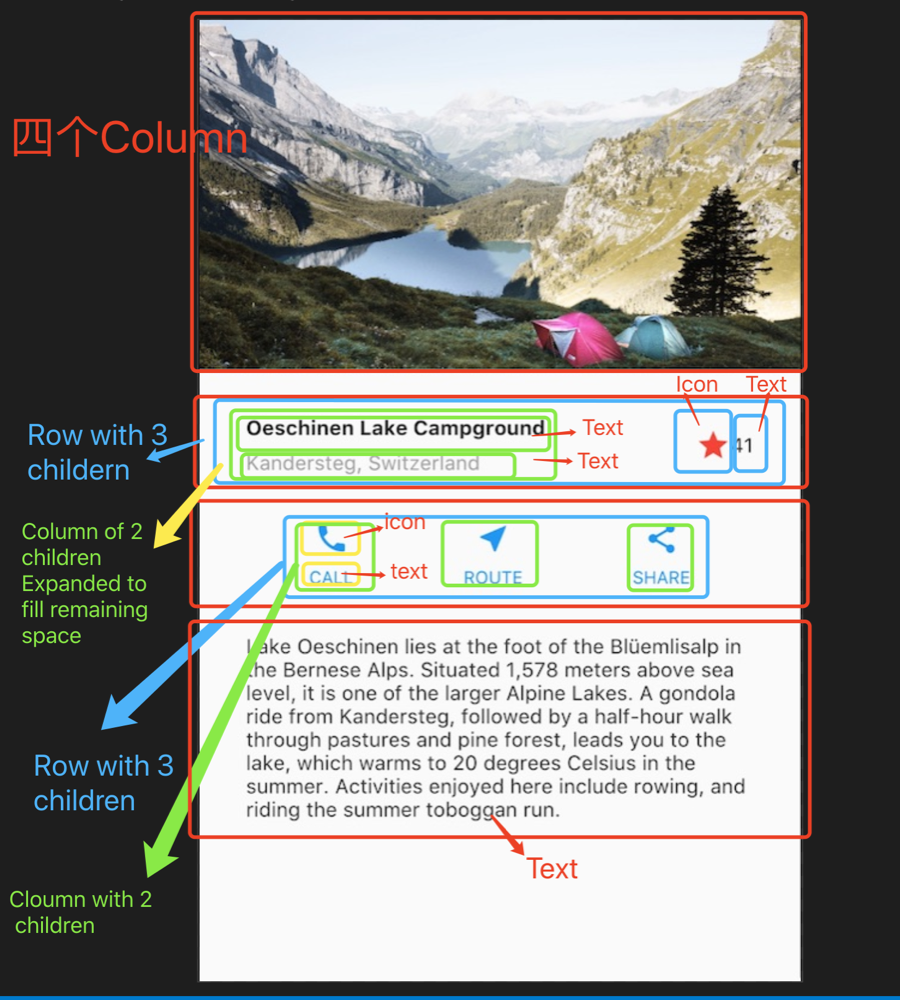 四个Column
Icon
Text
Row with 3
childern
Oeschinen Lake Campground
Text
41
Kandersteg, Switzerland
Text
Column of 2
children
Expanded to
fill remaining
space
icon
CALL
text
ROUTE
SHARE
Lake Oeschinen lies at the foot of the Blüemlisalp in
the Bernese Alps. Situated 1,578 meters above sea
level, it is one of the larger Alpine Lakes. A gondola
ride from Kandersteg, followed by a half-hour walk
through pastures and pine forest, leads you to the
lake, which warms to 20 degrees Celsius in the
summer. Activities enjoyed here include rowing, and
riding the summer toboggan run.
Row with 3
children
Text
Cloumn with 2
children